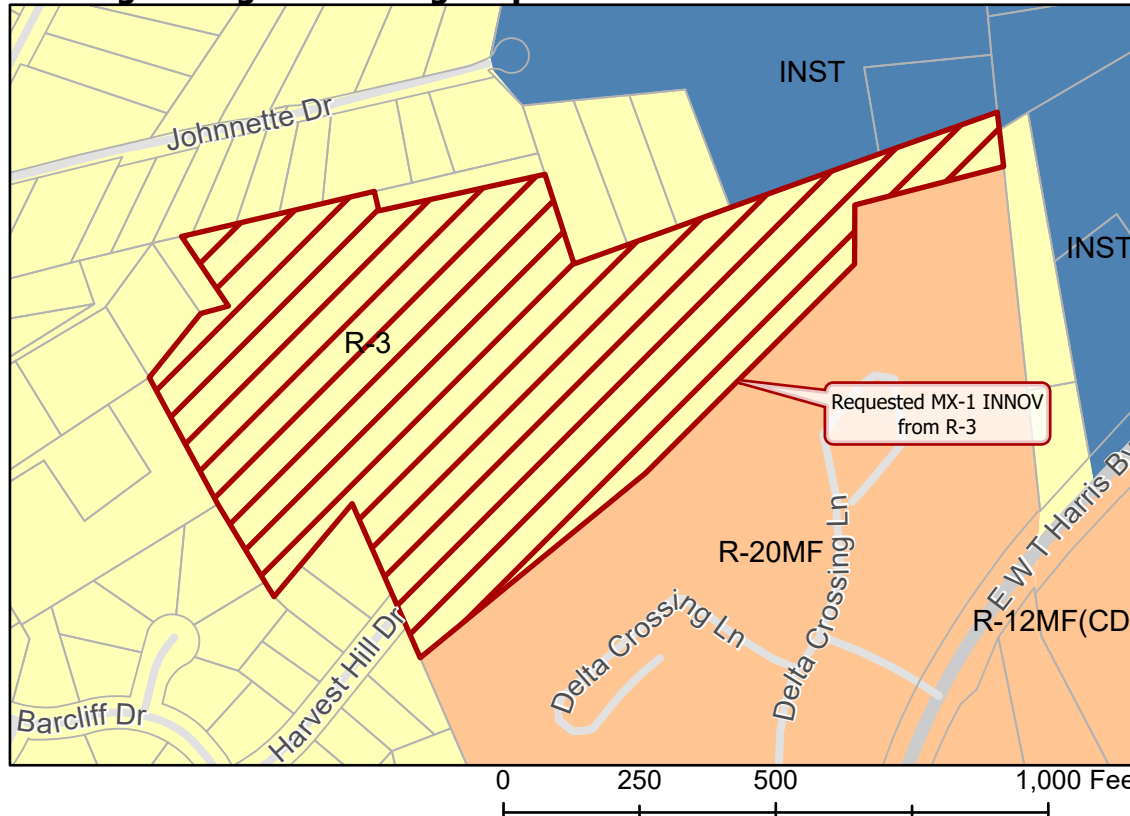 INST
Johnnette Dr
INST
R-3
Requested MX-1 INNOV
from R-3
R-20MF
Delta Crossing Ln
E W T Harris
R-12MF(CD
Delta Crossing Ln
Harvest Hill Dr
Barcliff Dr
0 250 500 1,000